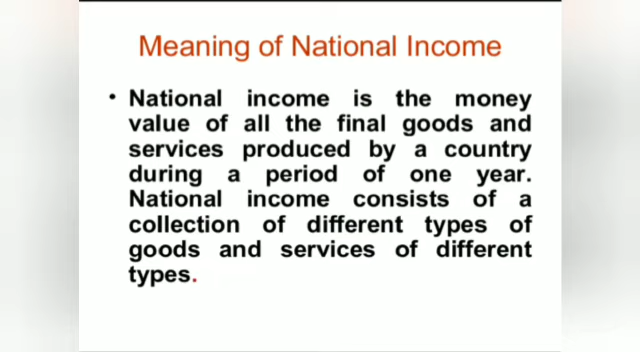 Meaning of National Income
• National income is the money
value of all the final goods and
services produced by a country
during a period of one year.
National income consists of a
collection of different types of
goods and services of different
types.